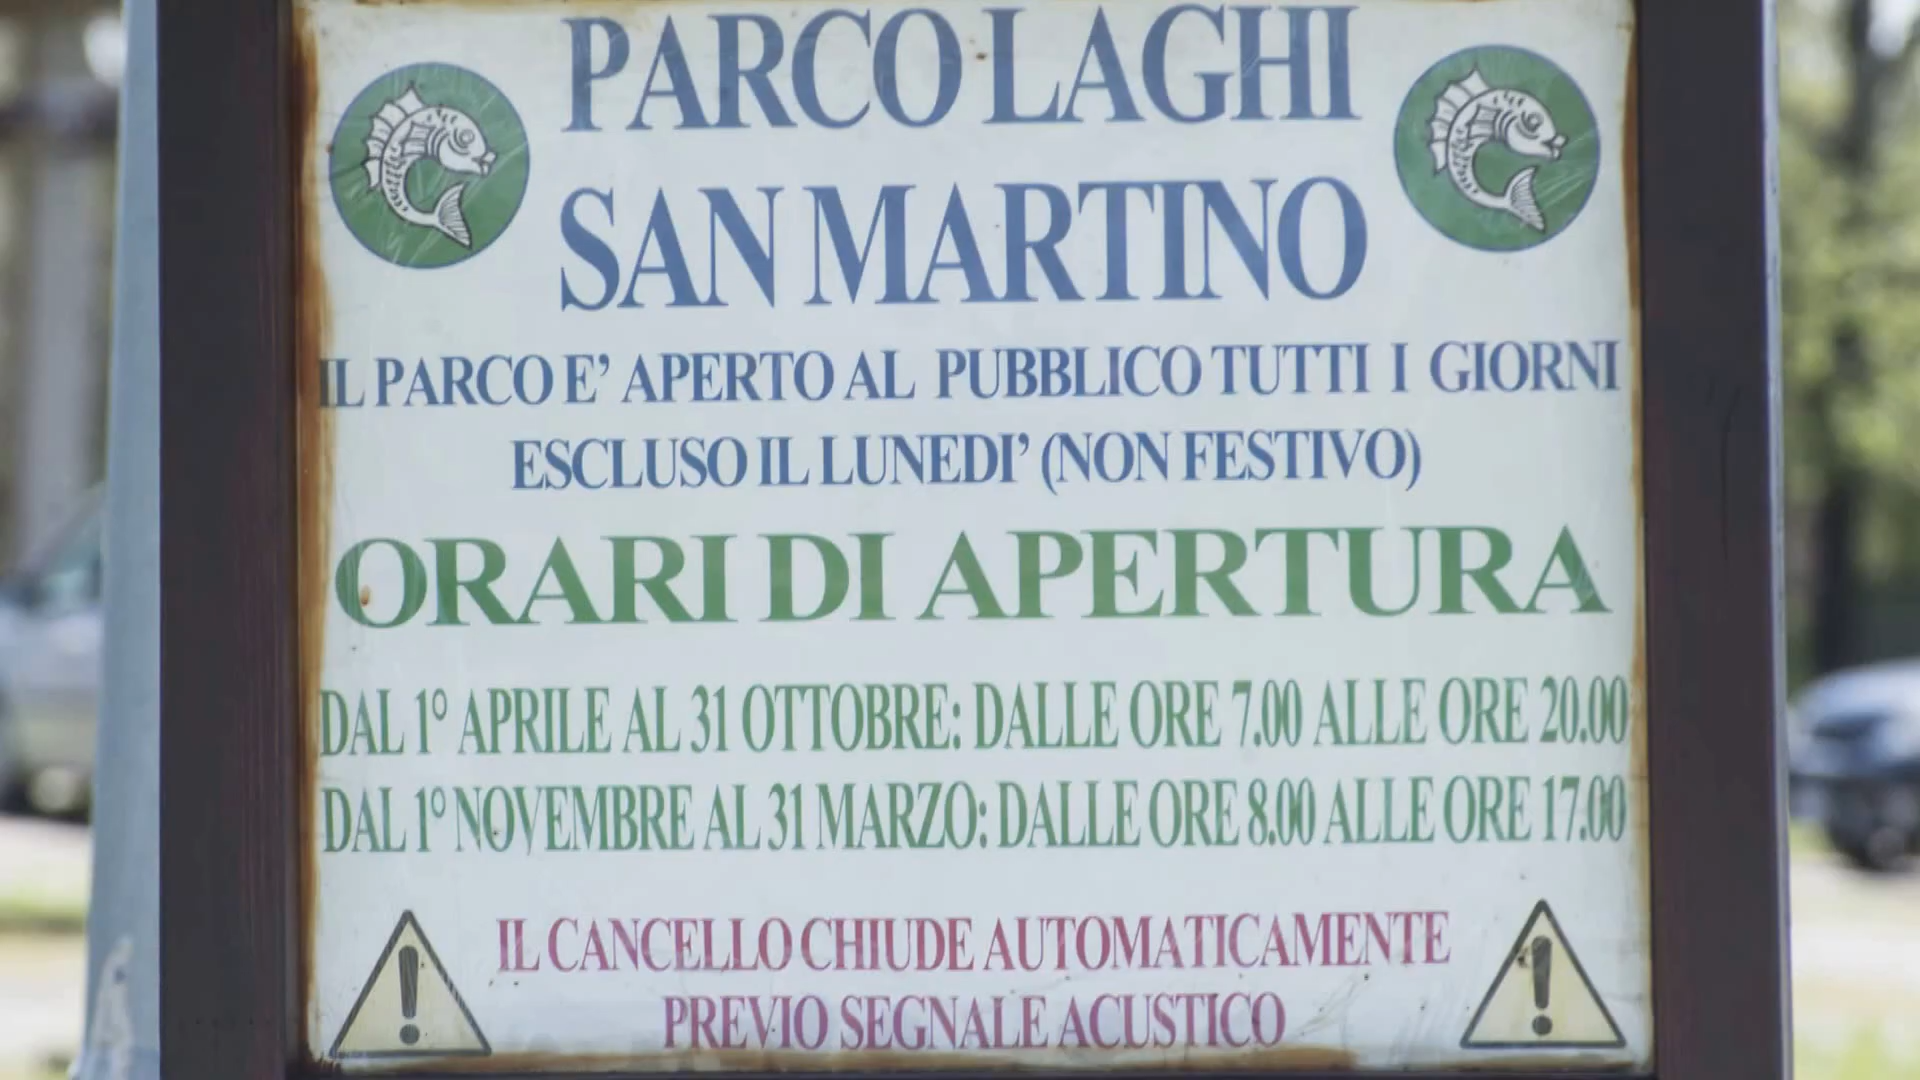 PARCO LAGHI
SAN MARTINO
IL PARCO E' APERTO AL PUBBLICO TUTTI I GIORNI
ESCLUSO IL LUNEDI' (NON FESTIVO)
ORARI DI APERTURA
DAL 1° APRILE AL 31 OTTOBRE: DALLE ORE 7.00 ALLE ORE 20.00
DAL 1° NOVEMBRE AL 31 MARZO: DALLE ORE 8.00 ALLE ORE 17.00
IL CANCELLO CHIUDE AUTOMATICAMENTE
PREVIO SEGNALE ACUSTICO